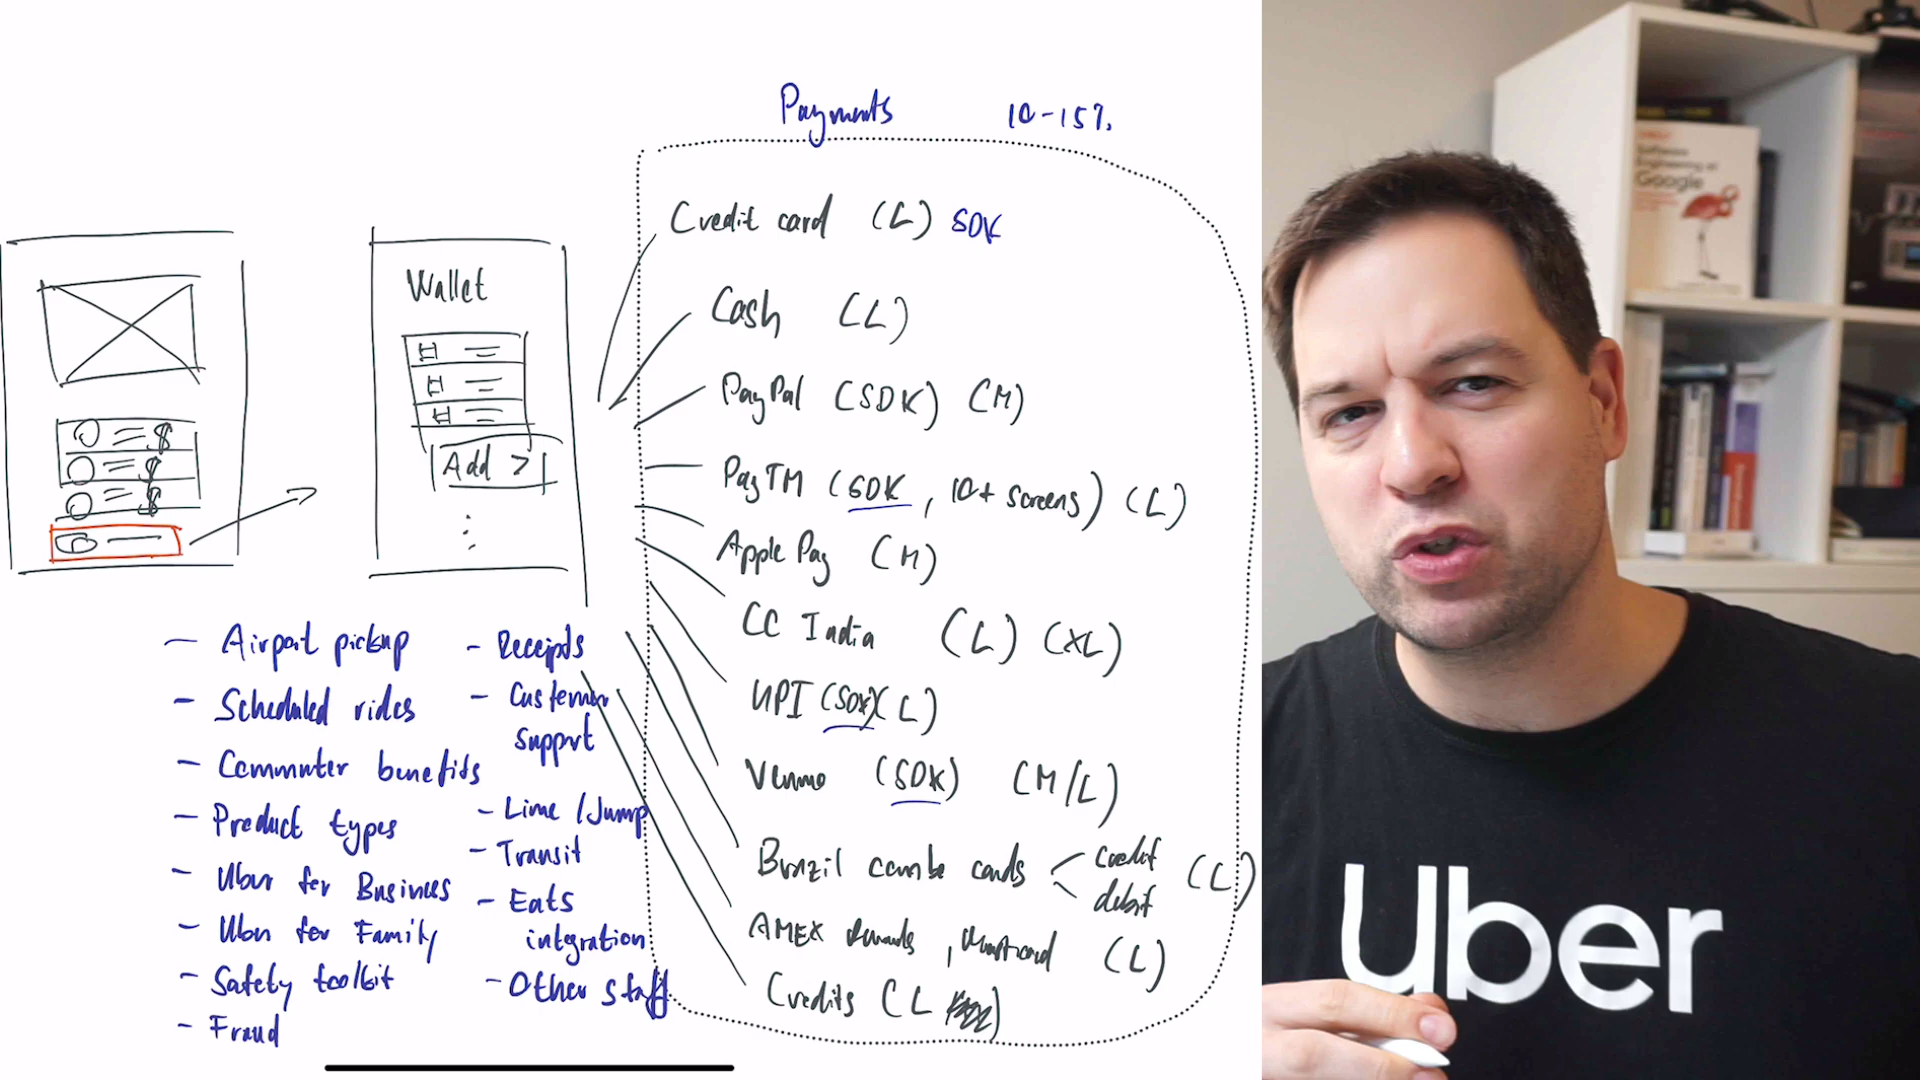 Payments 10-15%
Credit card (L) SDK
Cash (L)
PayPal (SDK) (M)
PayTM (SDK, 10+ screens) (L)
Apple Pay (M)
CC India (L) (XL)
UPI (SDK)(L)
Venmo (SDK) (M/L)
Brazil combo cards credit (L)
debit
AMEX rewards, (L)
Credits (L
Wallet
$
$
$
Add >
- Airport pickup
- Scheduled rides
- Commuter benefits
- Product types
- Uber for Business
- Uber for Family
- Safety toolkit
- Fraud
- Receipts
- Customer
support
- Lime / Jump
- Transit
- Eats
integration
- Other stuff
Software
Engineering at
Google
Uber